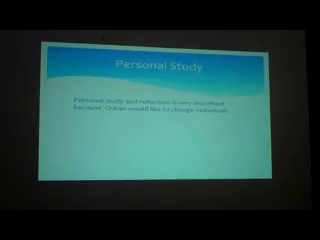 Personal Study
Personal study and reflection is very important
because Quran would like to change individuals